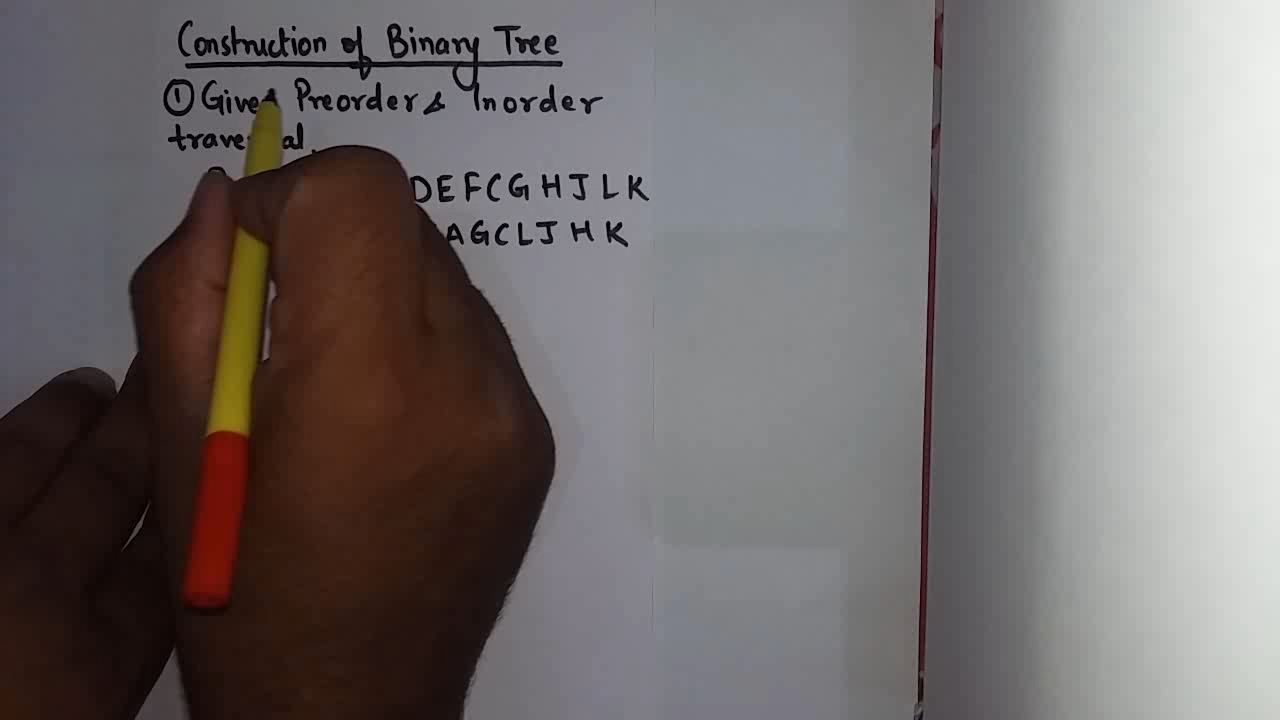 Construction of Binary Tree
① Given Preorder & Inorder
traversal.
DEFCGHJLK
AGCLJHK